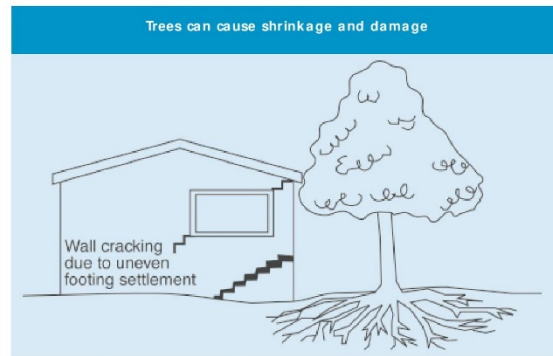 Trees can cause shrinkage and damage
Wall cracking
due to uneven
footing settlement